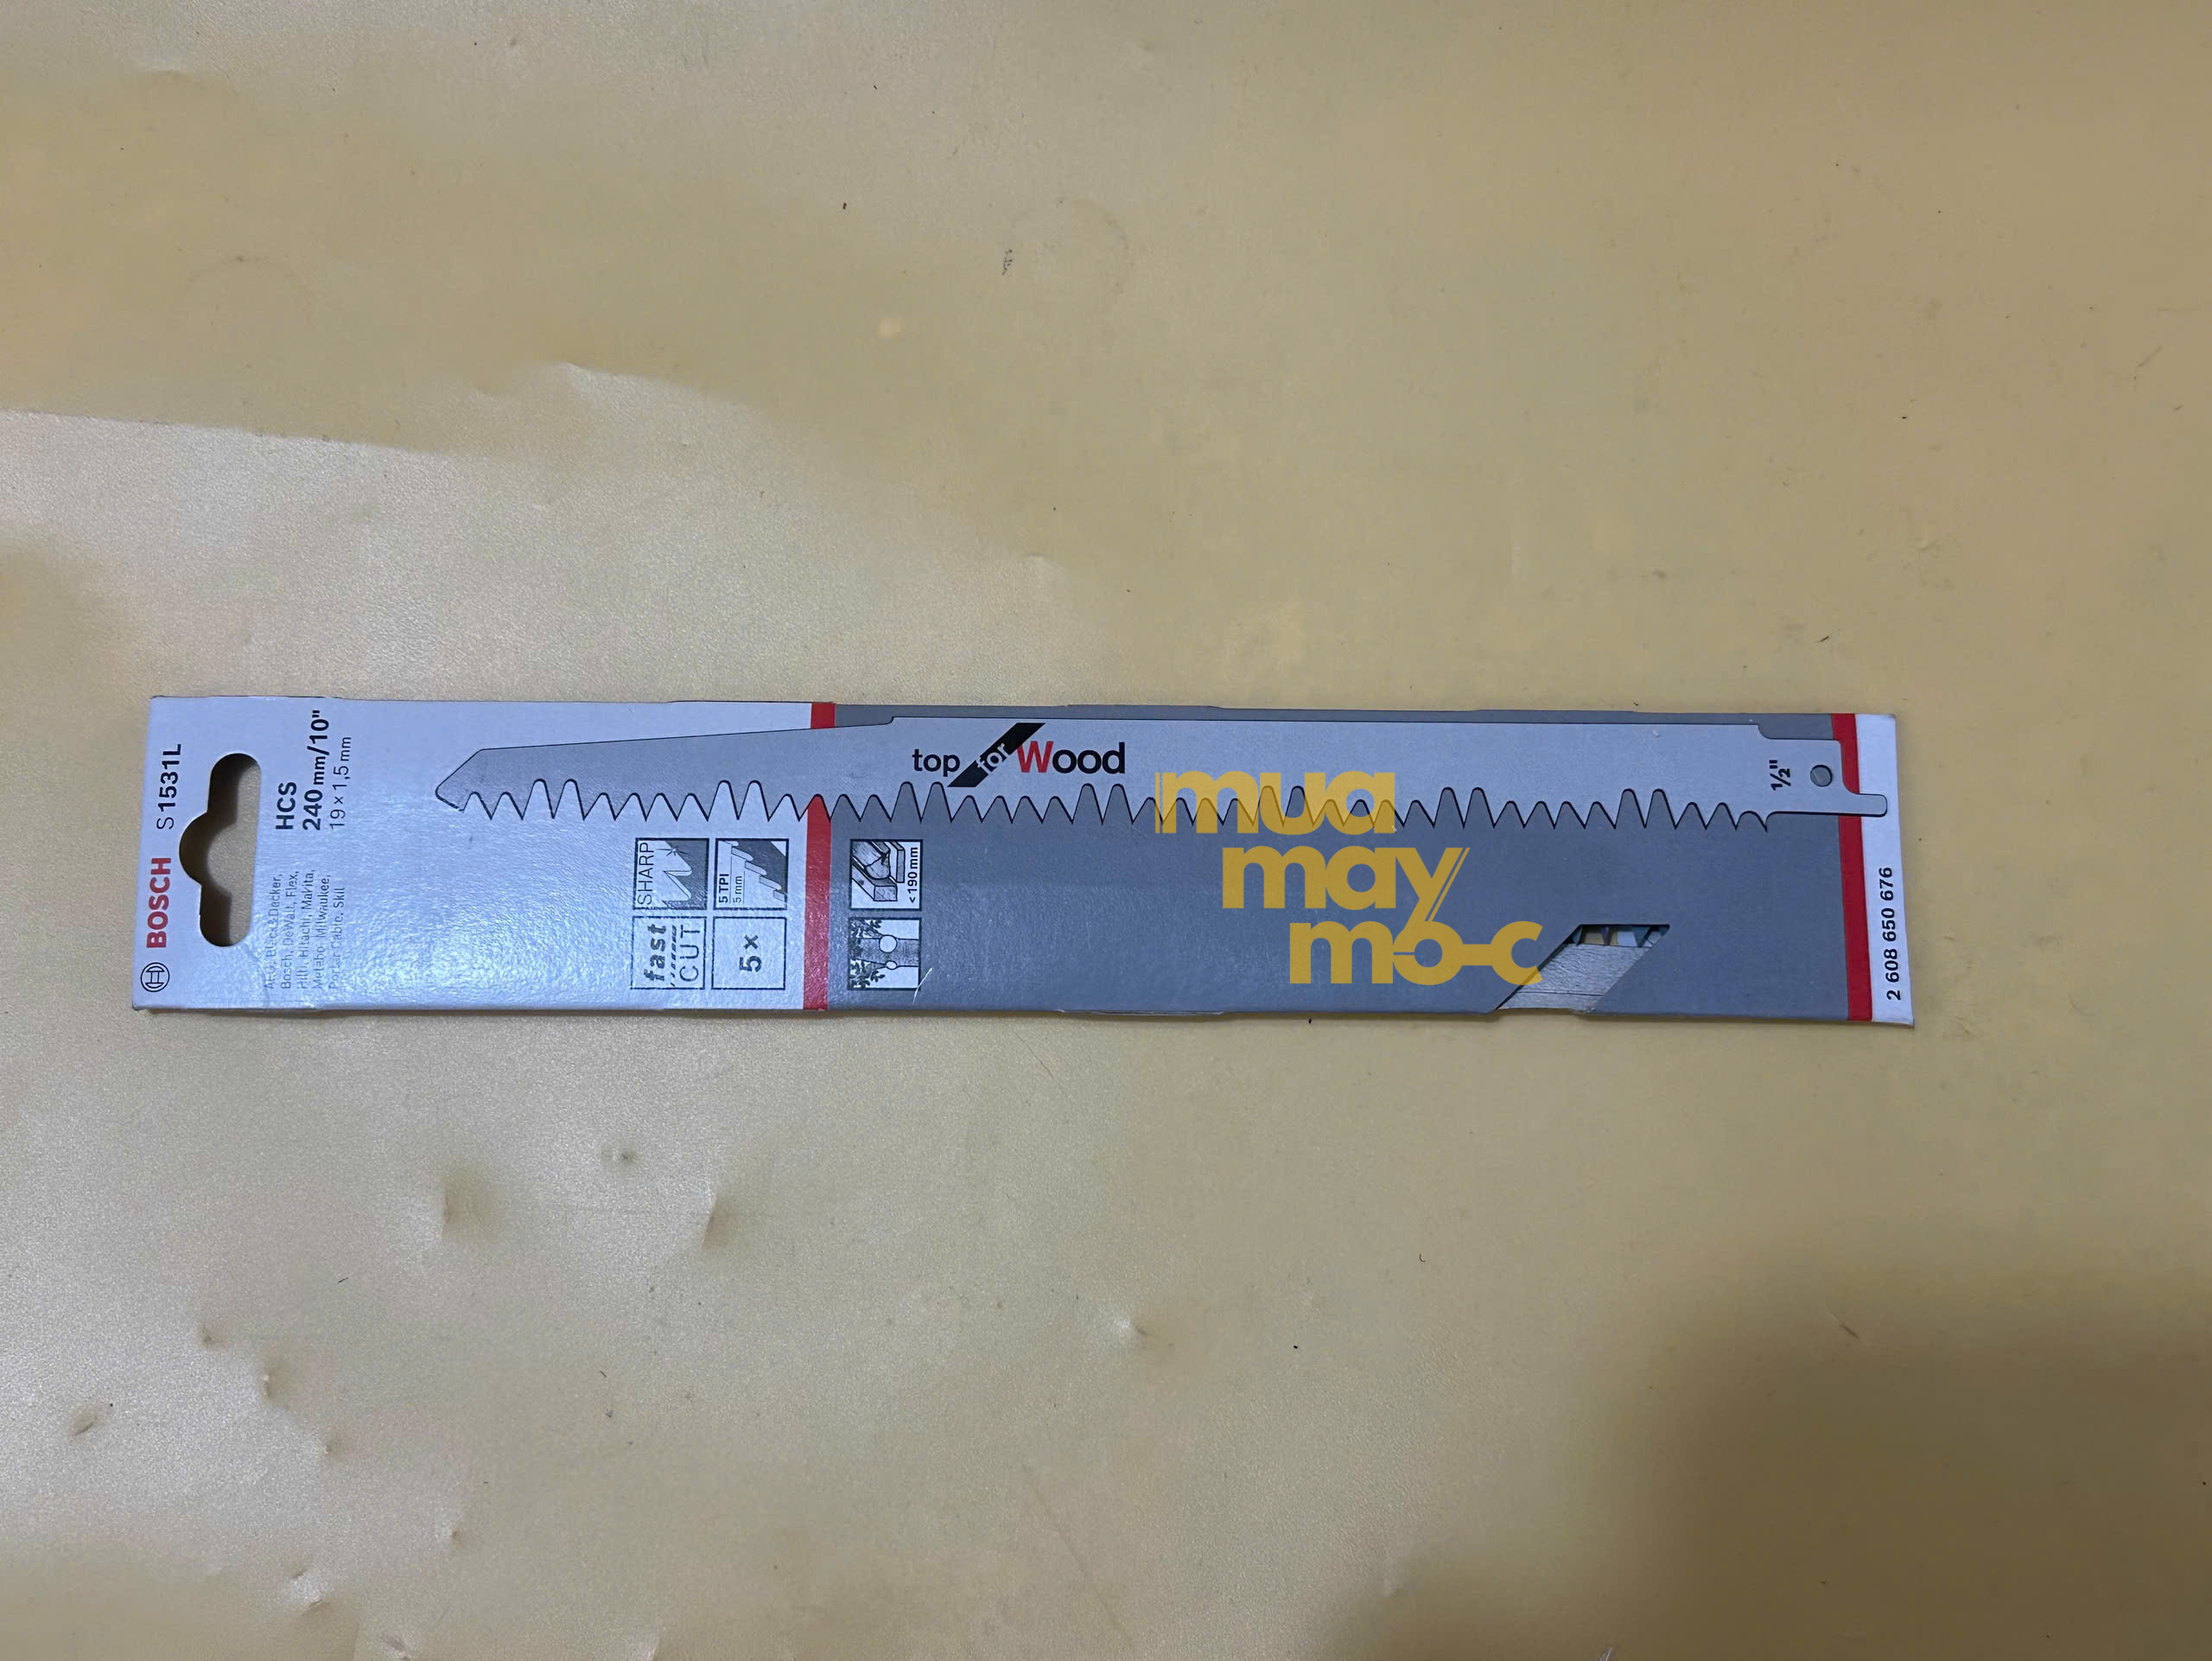 BOSCH S1531L
HCS
240 mm/10"
19 x 1,5 mm
AEG, Black & Decker,
Bosch, DeWalt, Flex,
Hilti, Hitachi, Makita,
Metabo, Milwaukee,
Porter Cable, Skil
top for Wood
1/2"
SHARP
5 TPI
5 mm
<190 mm
fast
CUT
5 x
2 608 650 676
mua
may
mo-c